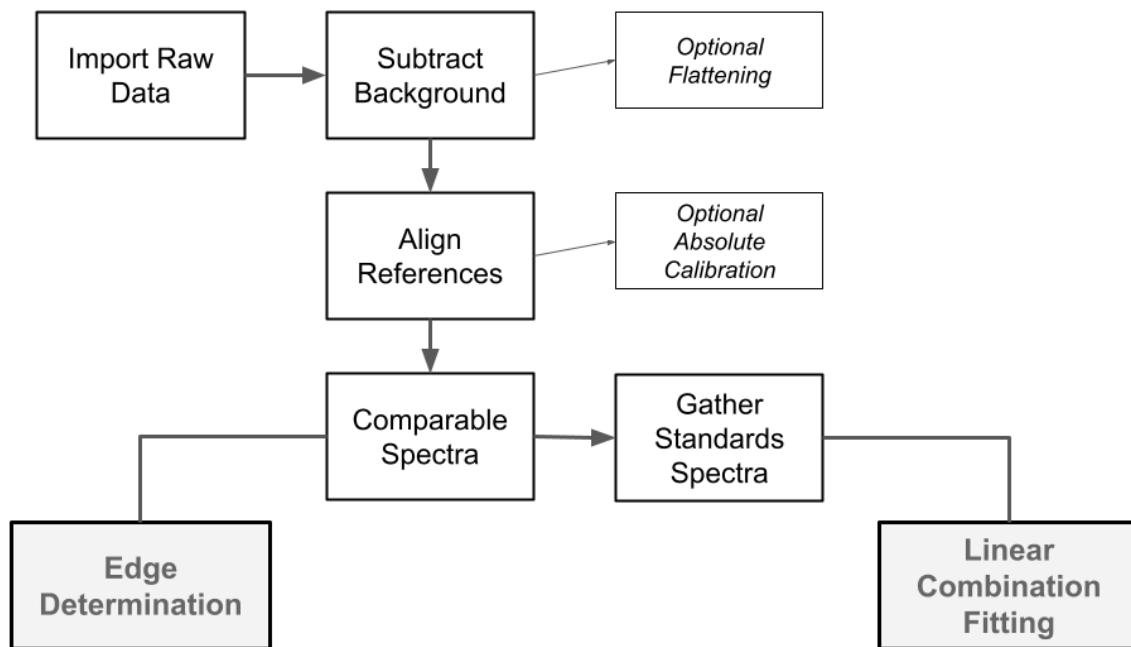 Import Raw
Data
Subtract
Background
Optional
Flattening
Align
References
Optional
Absolute
Calibration
Comparable
Spectra
Gather
Standards
Spectra
Edge
Determination
Linear
Combination
Fitting